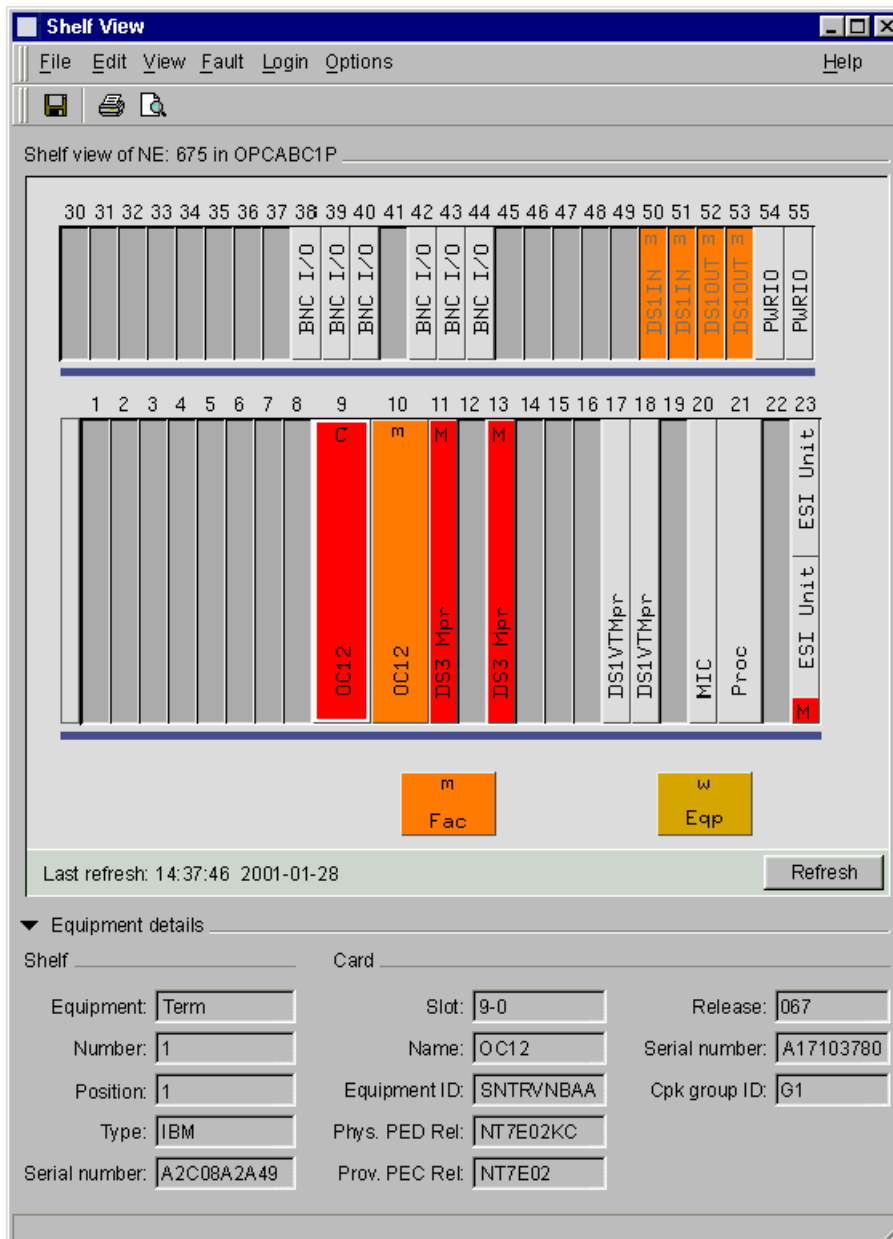 Shelf View
File Edit View Fault Login Options Help
Shelf view of NE: 675 in OPCABC1P
30 31 32 33 34 35 36 37 38 39 40 41 42 43 44 45 46 47 48 49 50 51 52 53 54 55
BNC I/O
BNC I/O
BNC I/O
BNC I/O
BNC I/O
BNC I/O
m DS1IN
m DS1IN
m DS1OUT
m DS1OUT
PWRIO
PWRIO
1 2 3 4 5 6 7 8 9 10 11 12 13 14 15 16 17 18 19 20 21 22 23
C OC12
m OC12
M DS3 Mpr
M DS3 Mpr
DS1VTMpr
DS1VTMpr
MIC
Proc
ESI Unit
ESI Unit
M
m
Fac
w
Eqp
Last refresh: 14:37:46 2001-01-28 Refresh
Equipment details
Shelf Card
Equipment: Term Slot: 9-0 Release: 067
Number: 1 Name: OC12 Serial number: A17103780
Position: 1 Equipment ID: SNTRVNBAA Cpk group ID: G1
Type: IBM Phys. PED Rel: NT7E02KC
Serial number: A2C08A2A49 Prov. PEC Rel: NT7E02